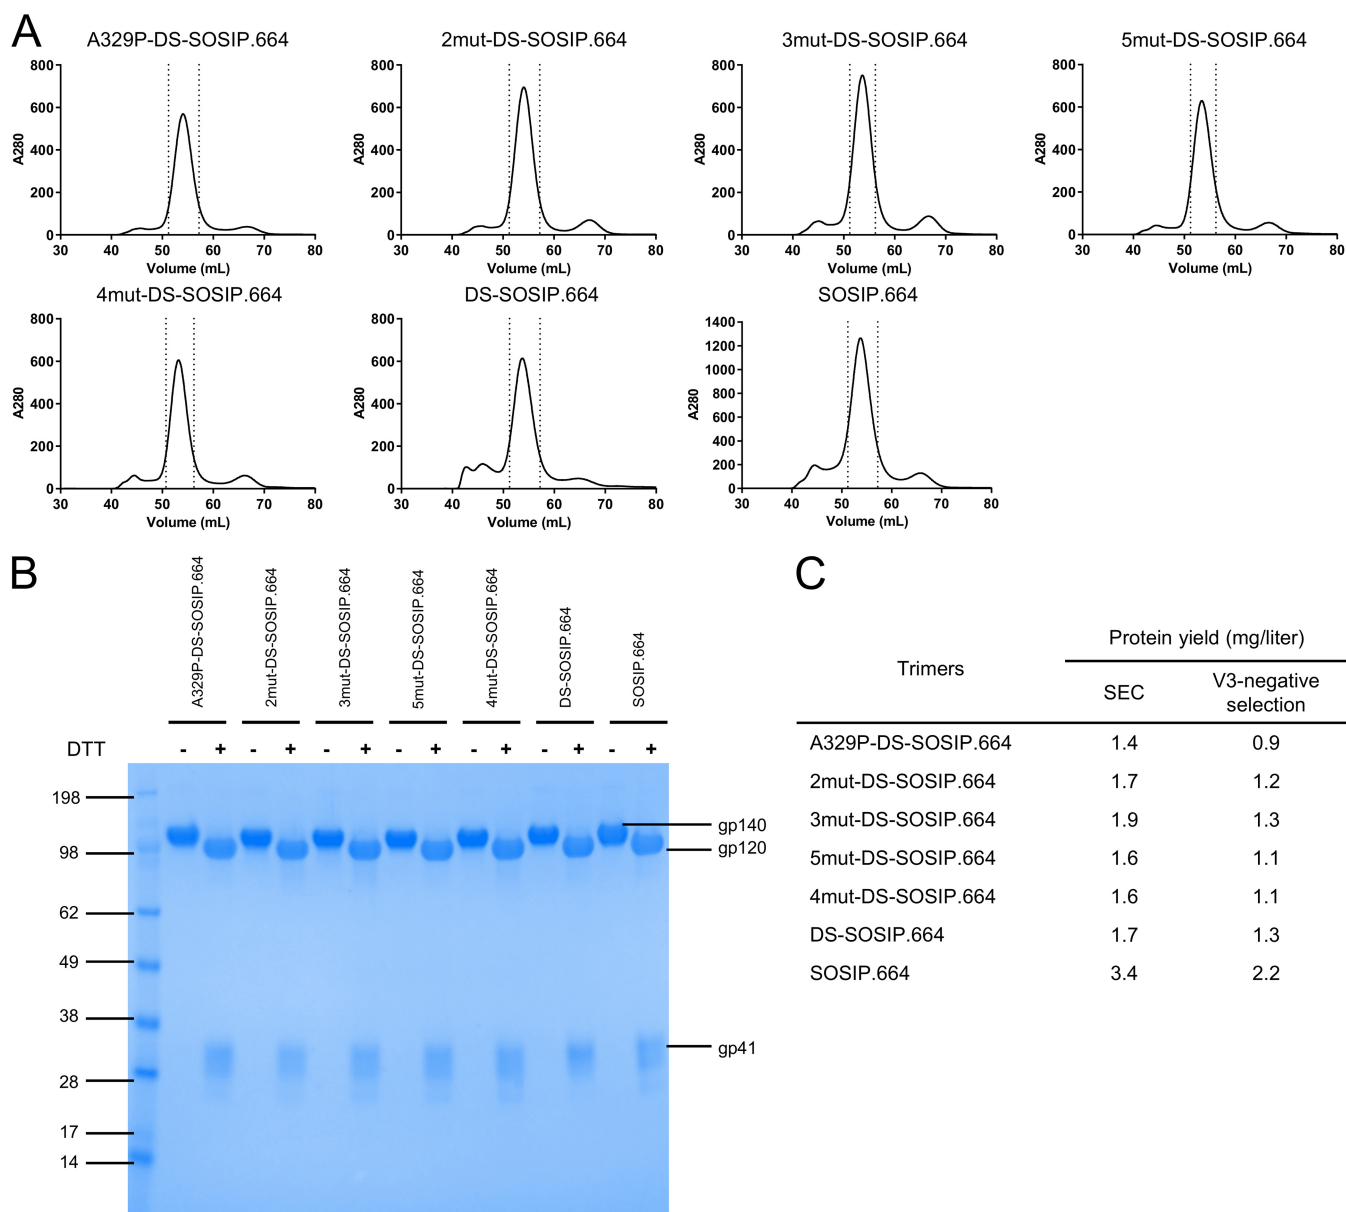 A
A329P-DS-SOSIP.664
2mut-DS-SOSIP.664
3mut-DS-SOSIP.664
5mut-DS-SOSIP.664
800
600
400
200
0
A280
30 40 50 60 70 80
Volume (mL)
800
600
400
200
0
A280
30 40 50 60 70 80
Volume (mL)
800
600
400
200
0
A280
30 40 50 60 70 80
Volume (mL)
800
600
400
200
0
A280
30 40 50 60 70 80
Volume (mL)
4mut-DS-SOSIP.664
DS-SOSIP.664
SOSIP.664
800
600
400
200
0
A280
30 40 50 60 70 80
Volume (mL)
800
600
400
200
0
A280
30 40 50 60 70 80
Volume (mL)
1400
1200
1000
800
600
400
200
0
A280
30 40 50 60 70 80
Volume (mL)
B
A329P-DS-SOSIP.664
2mut-DS-SOSIP.664
3mut-DS-SOSIP.664
5mut-DS-SOSIP.664
4mut-DS-SOSIP.664
DS-SOSIP.664
SOSIP.664
DTT - + - + - + - + - + - + - +
198
98
62
49
38
28
17
14
gp140
gp120
gp41
C
Protein yield (mg/liter)
Trimers
SEC
V3-negative
selection
A329P-DS-SOSIP.664 1.4 0.9
2mut-DS-SOSIP.664 1.7 1.2
3mut-DS-SOSIP.664 1.9 1.3
5mut-DS-SOSIP.664 1.6 1.1
4mut-DS-SOSIP.664 1.6 1.1
DS-SOSIP.664 1.7 1.3
SOSIP.664 3.4 2.2